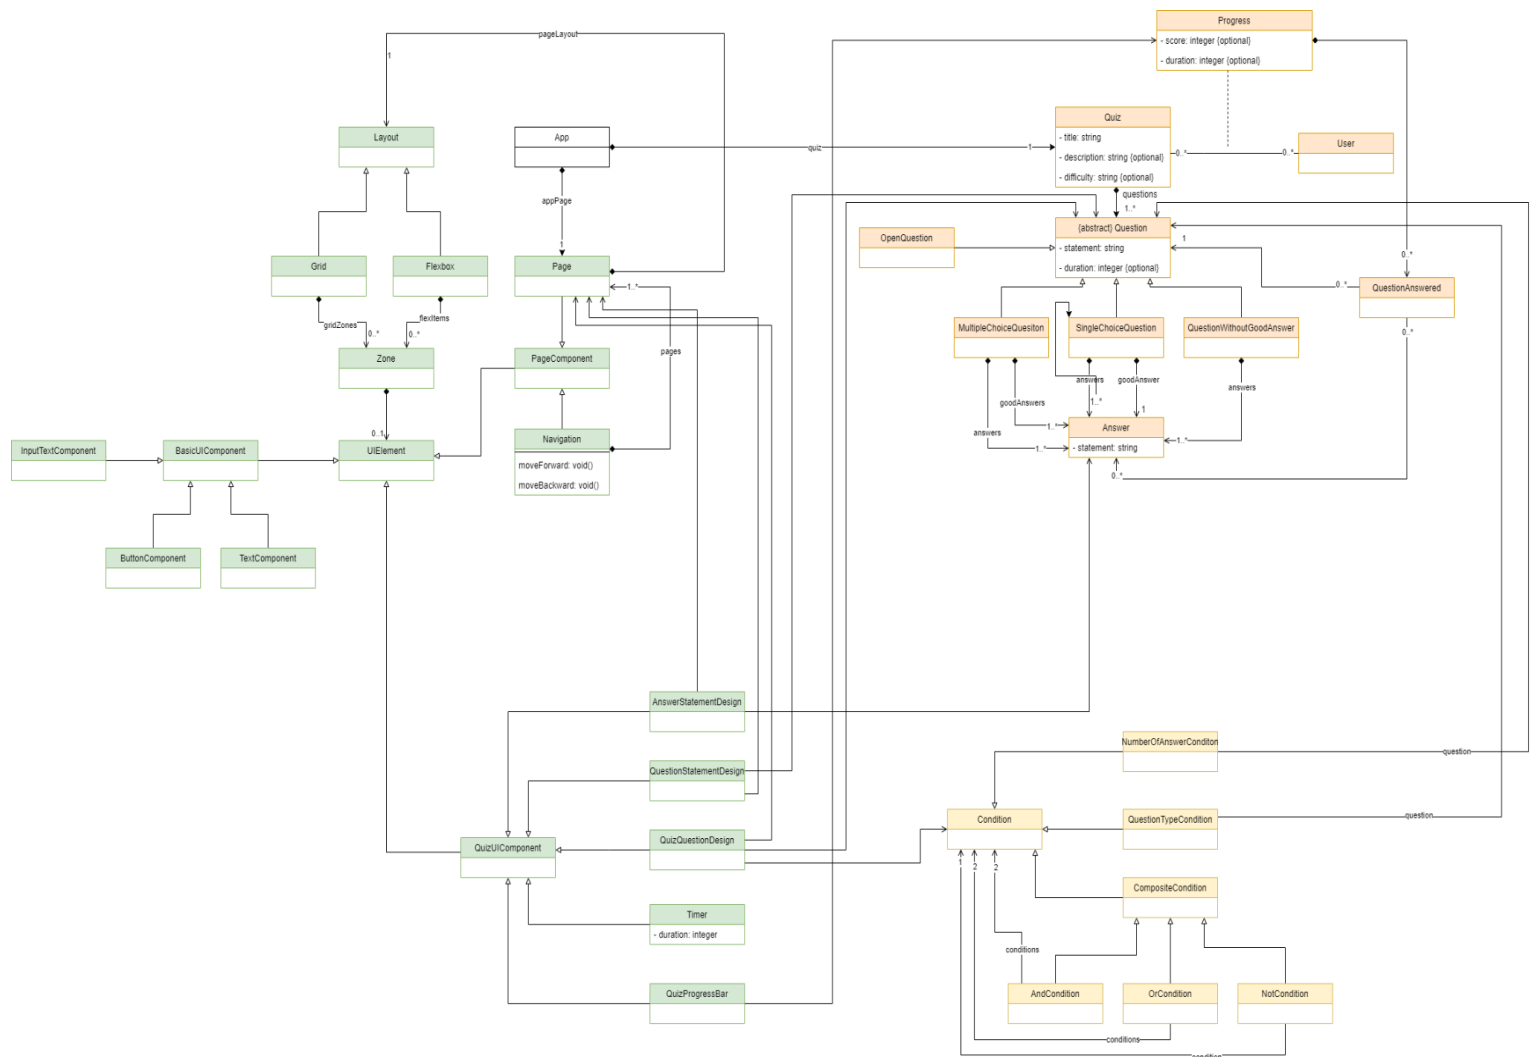 Progress
- score: integer {optional}
- duration: integer {optional}
pageLayout
1
Layout
App
quiz
1
Quiz
- title: string
- description: string {optional}
- difficulty: string {optional}
0..*
0..*
User
appPage
1
questions
1..*
{abstract} Question
- statement: string
- duration: integer {optional}
OpenQuestion
1
0..*
0..*
QuestionAnswered
0..*
Grid
Flexbox
Page
1..*
gridZones
0..*
flexItems
0..*
Zone
PageComponent
pages
MultipleChoiceQuesiton
SingleChoiceQuestion
QuestionWithoutGoodAnswer
answers
goodAnswer
answers
goodAnswers
1..*
1
answers
1..*
1..*
1..*
Answer
- statement: string
0..*
0..1
InputTextComponent
BasicUIComponent
UIElement
Navigation
moveForward: void()
moveBackward: void()
ButtonComponent
TextComponent
AnswerStatementDesign
QuestionStatementDesign
QuizUIComponent
QuizQuestionDesign
Timer
- duration: integer
QuizProgressBar
NumberOfAnswerConditon
question
Condition
QuestionTypeCondition
question
1
2
2
CompositeCondition
conditions
AndCondition
OrCondition
NotCondition
conditions
condition